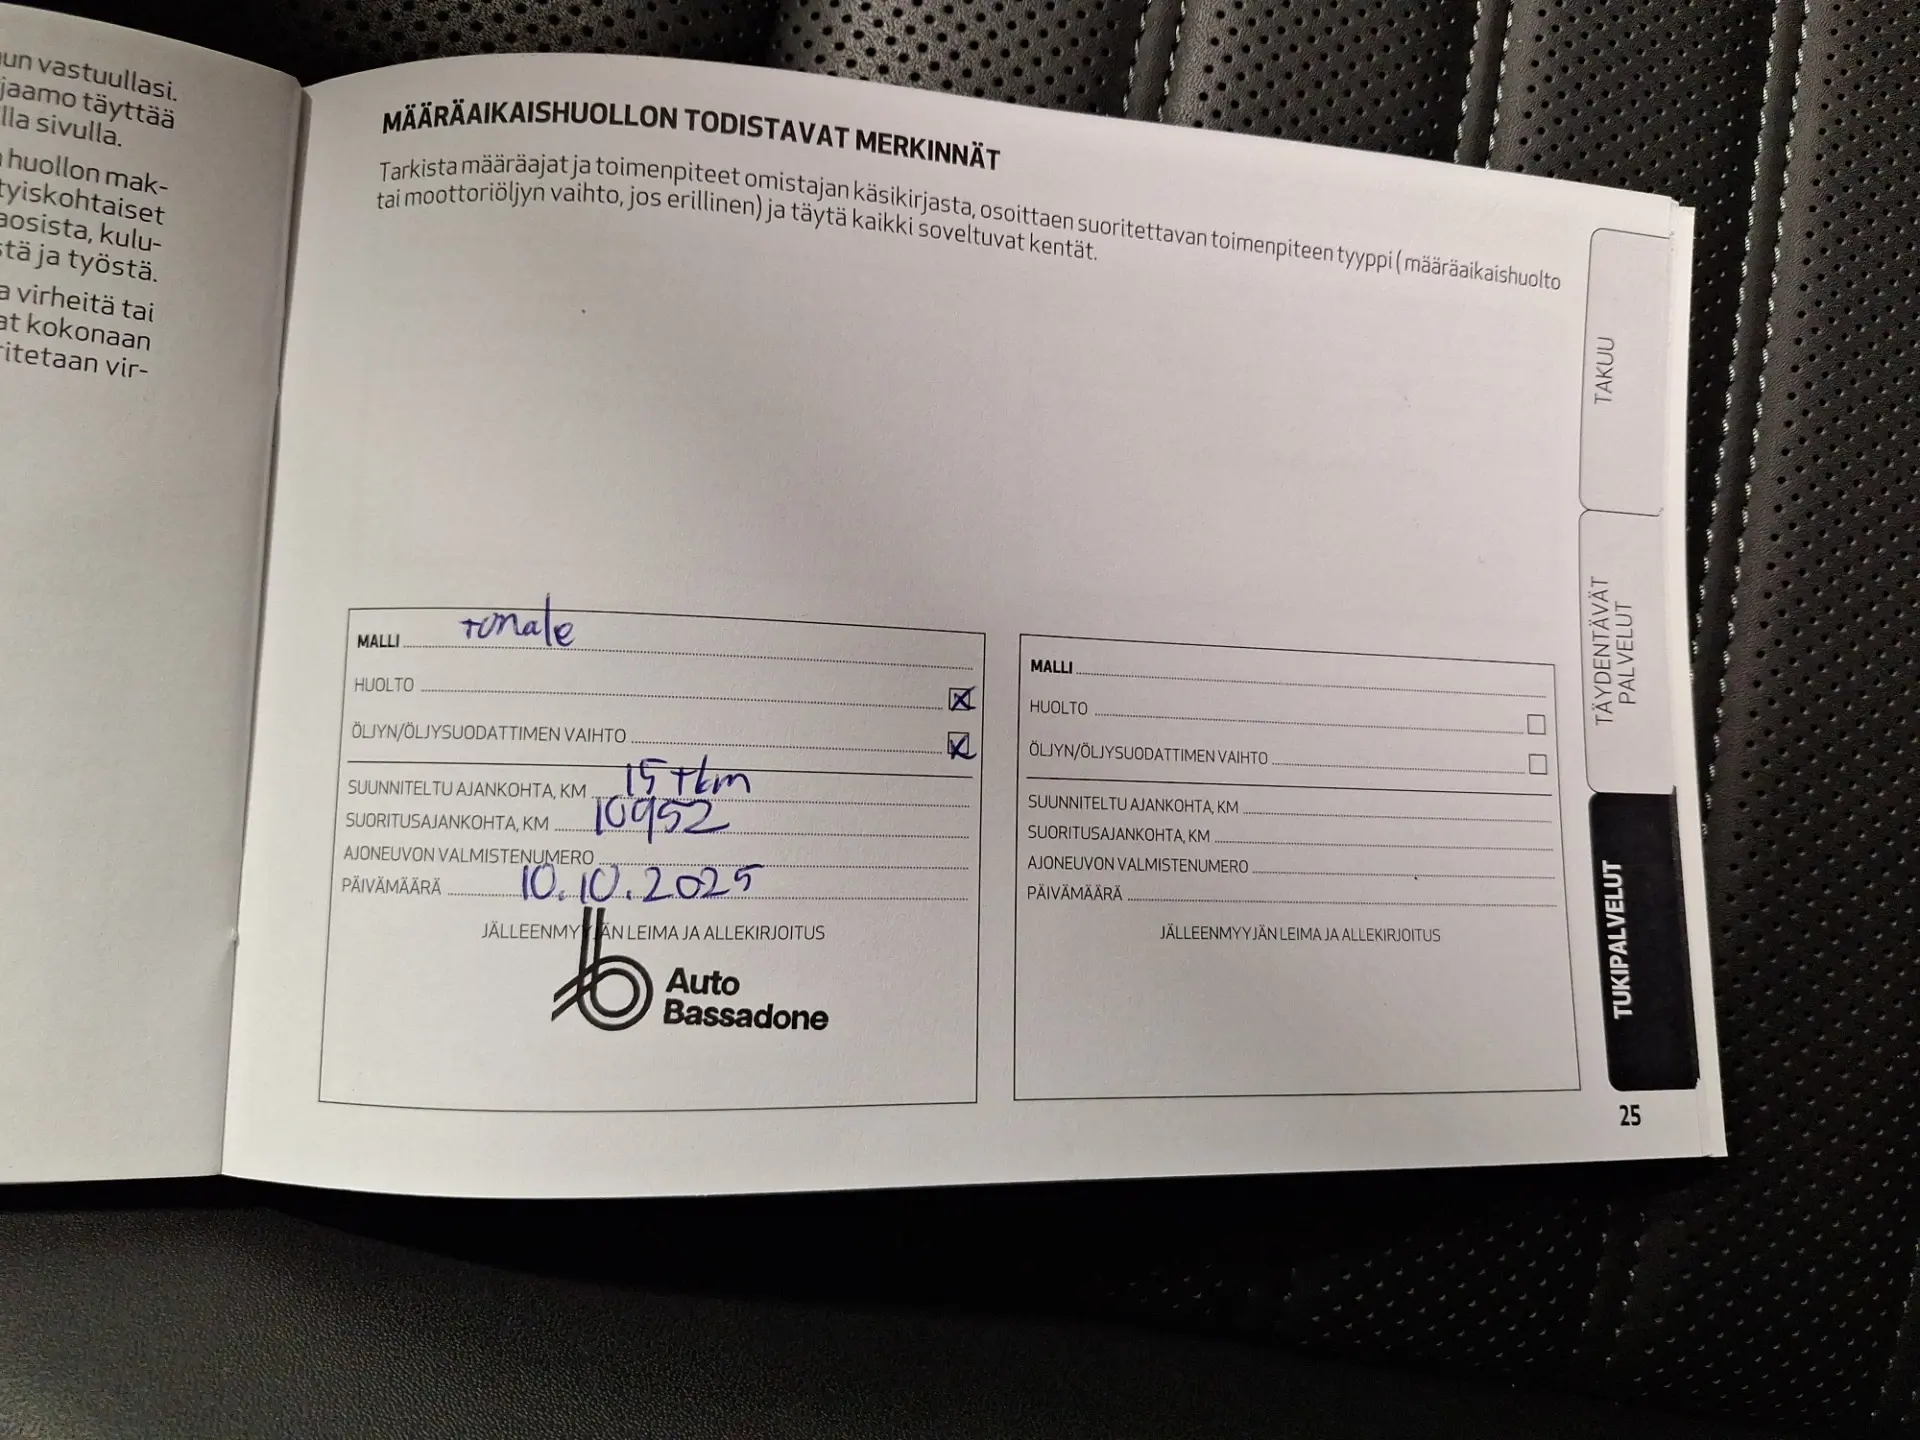 un vastuullasi.
jaamo täyttää
lla sivulla.
huollon mak-
tyiskohtaiset
aosista, kulu-
stä ja työstä.
a virheitä tai
at kokonaan
ritetaan vir-
MÄÄRÄAIKAISHUOLLON TODISTAVAT MERKINNÄT
Tarkista määräajat ja toimenpiteet omistajan käsikirjasta, osoittaen suoritettavan toimenpiteen tyyppi (määräaikaishuolto
tai moottoriöljyn vaihto, jos erillinen) ja täytä kaikki soveltuvat kentät.
MALLI tonale
HUOLTO
ÖLJYN/ÖLJYSUODATTIMEN VAIHTO
SUUNNITELTU AJANKOHTA, KM 15 tkm
SUORITUSAJANKOHTA, KM 10952
AJONEUVON VALMISTENUMERO
PÄIVÄMÄÄRÄ 10.10.2025
JÄLLEENMYYJÄN LEIMA JA ALLEKIRJOITUS
Auto
Bassadone
MALLI
HUOLTO
ÖLJYN/ÖLJYSUODATTIMEN VAIHTO
SUUNNITELTU AJANKOHTA, KM
SUORITUSAJANKOHTA, KM
AJONEUVON VALMISTENUMERO
PÄIVÄMÄÄRÄ
JÄLLEENMYYJÄN LEIMA JA ALLEKIRJOITUS
TAKUU
TÄYDENTÄVÄT
PALVELUT
TUKIPALVELUT
25